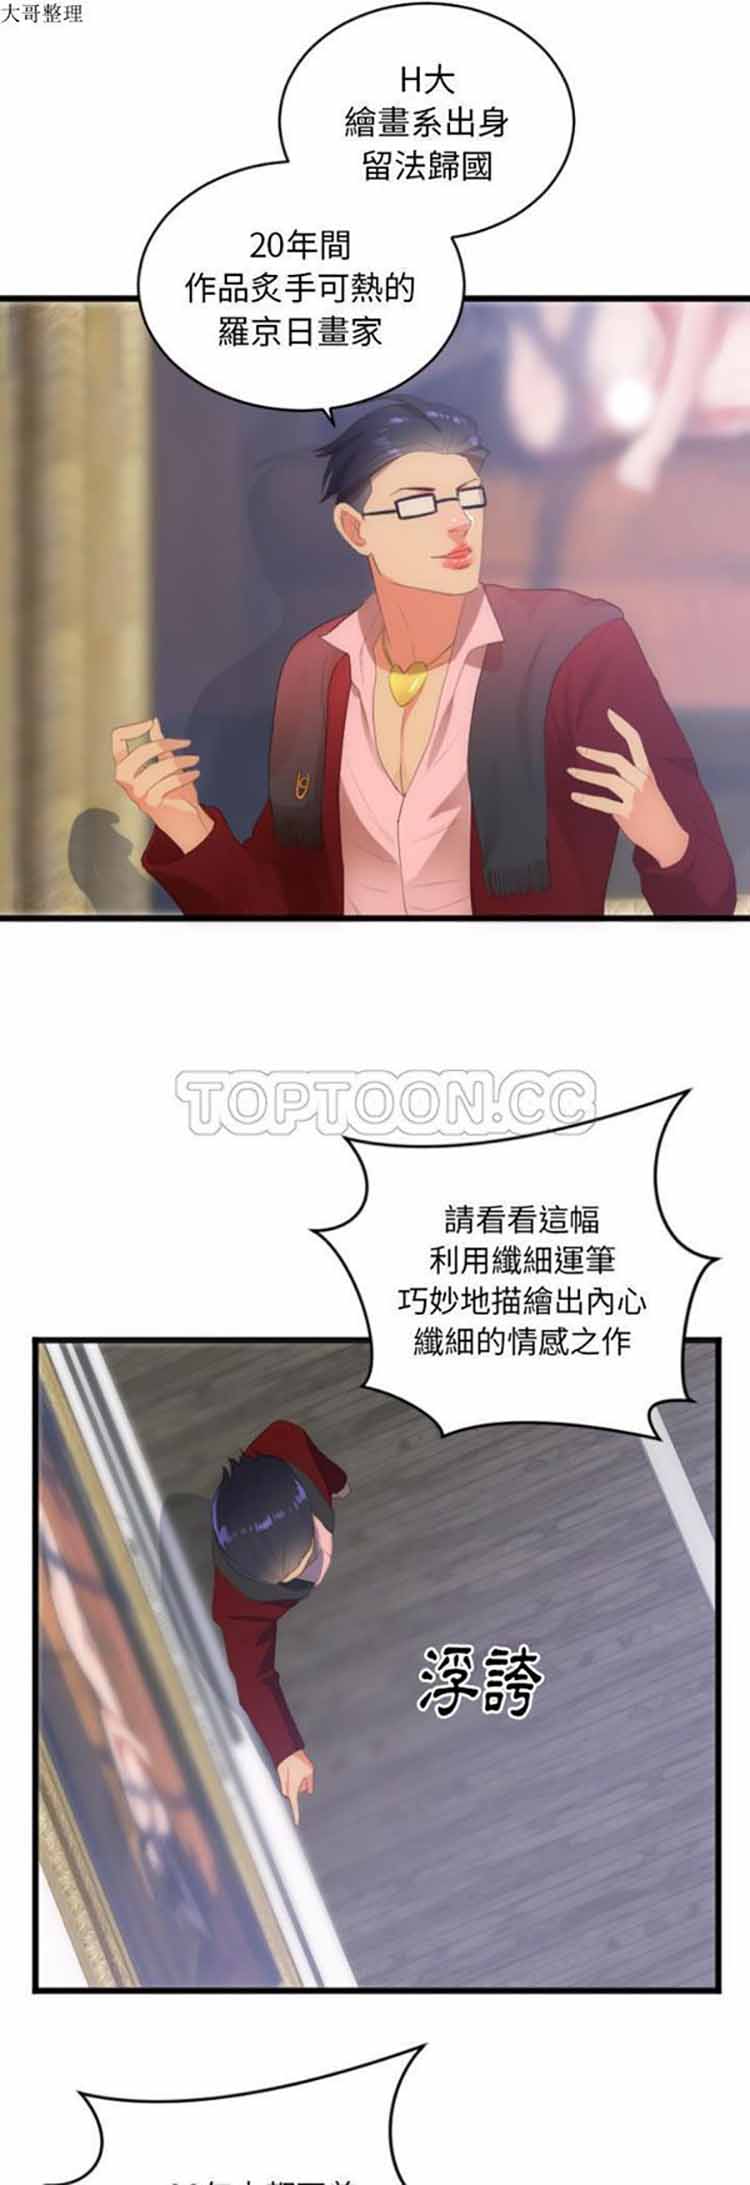 大哥整理
H大
繪畫系出身
留法歸國
20年間
作品炙手可熱的
羅京日畫家
TOPTOON.CC
請看看這幅
利用纖細運筆
巧妙地描繪出內心
纖細的情感之作
浮誇